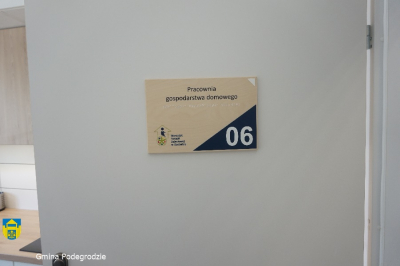 Pracownia
gospodarstwa domowego
06
Gmina Podegrodzie